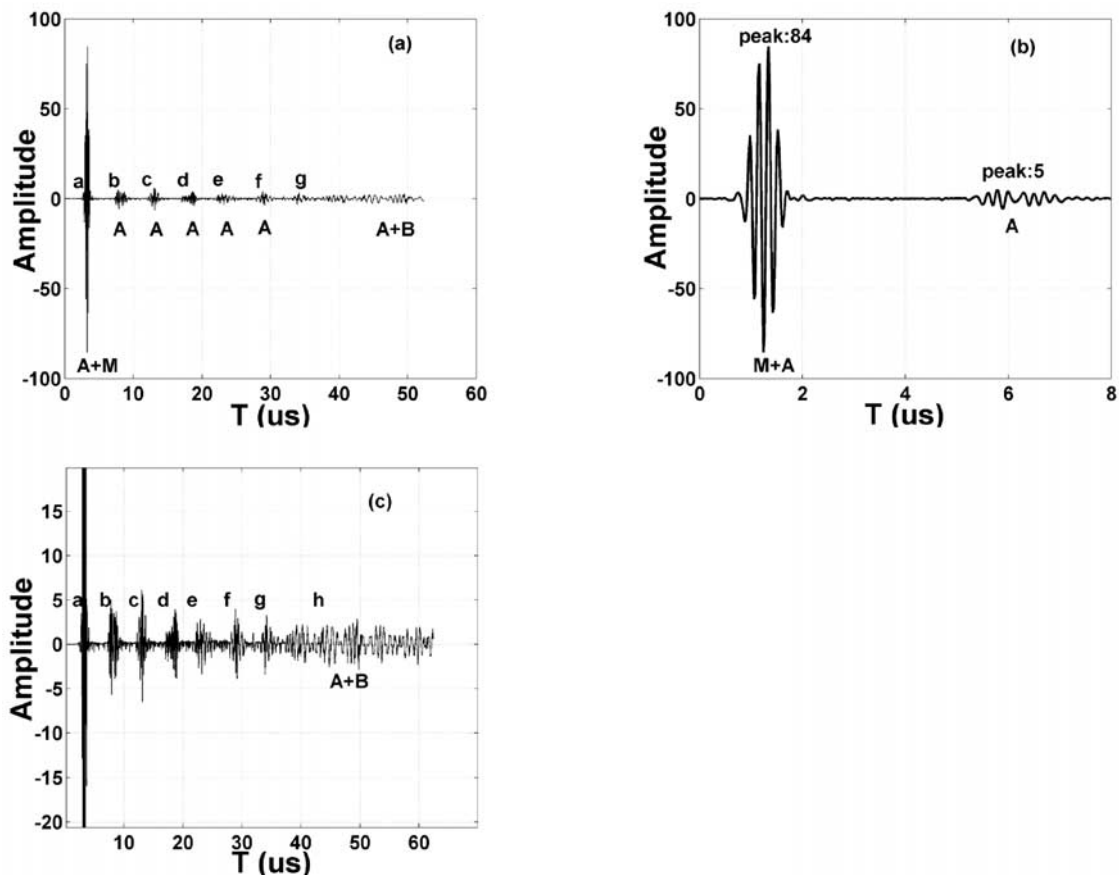 100
(a)
50
a b c d e f g
0
A A A A A A+B
-50
A+M
-100
0 10 20 30 40 50 60
T (us)
Amplitude
100
peak:84
(b)
50
peak:5
0
A
-50
M+A
-100
0 2 4 6 8
T (us)
Amplitude
15
(c)
10
5
a b c d e f g h
0
A+B
-5
-10
-15
-20
10 20 30 40 50 60
T (us)
Amplitude